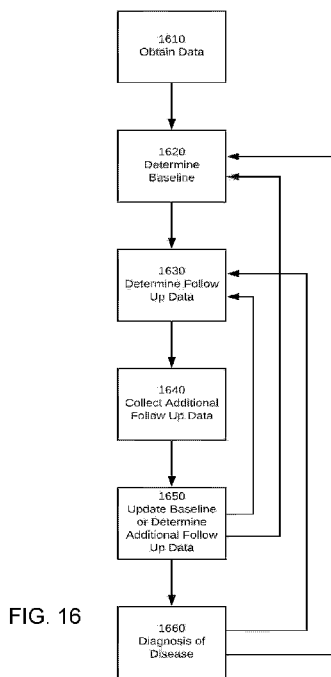 1610
Obtain Data
1620
Determine
Baseline
1630
Determine Follow
Up Data
1640
Collect Additional
Follow Up Data
1650
Update Baseline
or Determine
Additional Follow
Up Data
FIG. 16
1660
Diagnosis of
Disease